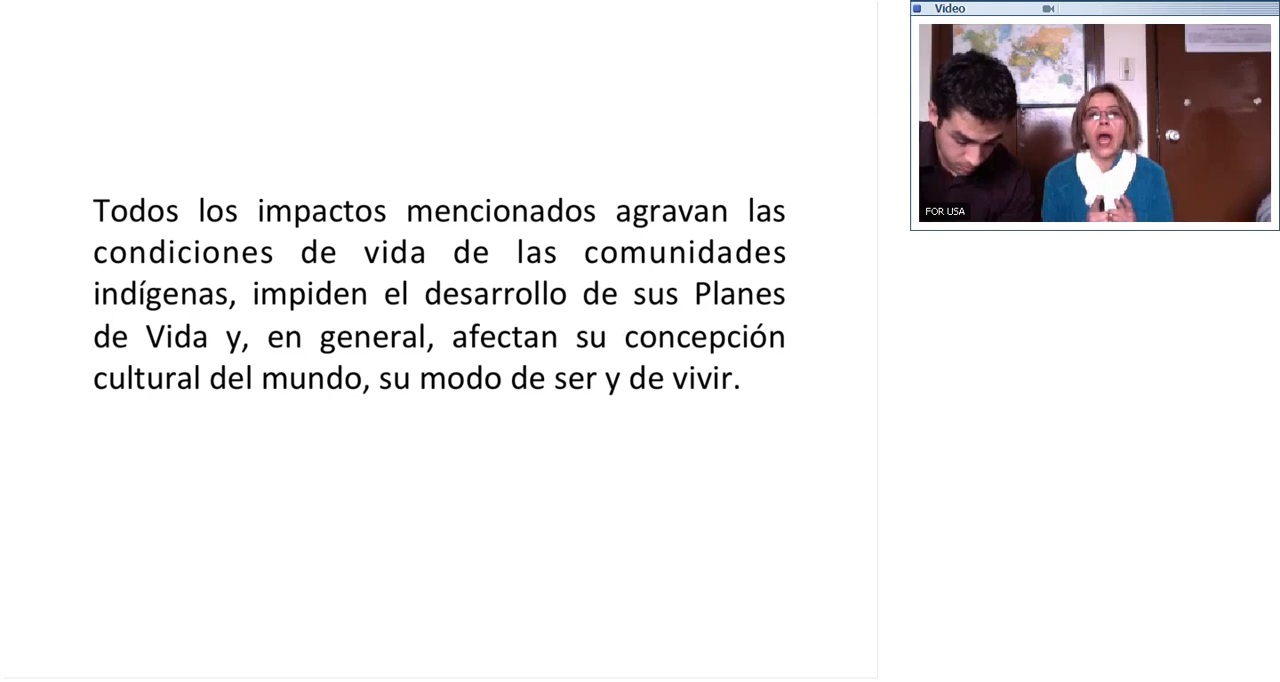 Todos los impactos mencionados agravan las
condiciones de vida de las comunidades
indígenas, impiden el desarrollo de sus Planes
de Vida y, en general, afectan su concepción
cultural del mundo, su modo de ser y de vivir.
Video
FOR USA